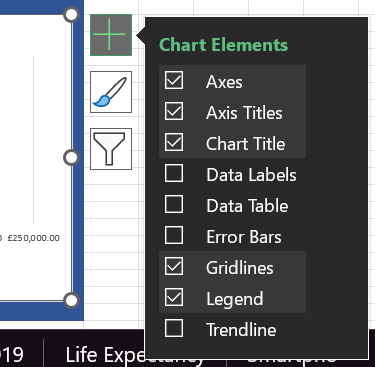 Chart Elements
Axes
Axis Titles
Chart Title
Data Labels
Data Table
Error Bars
£250,000.00
Gridlines
Legend
Trendline
19 Life Expectancy